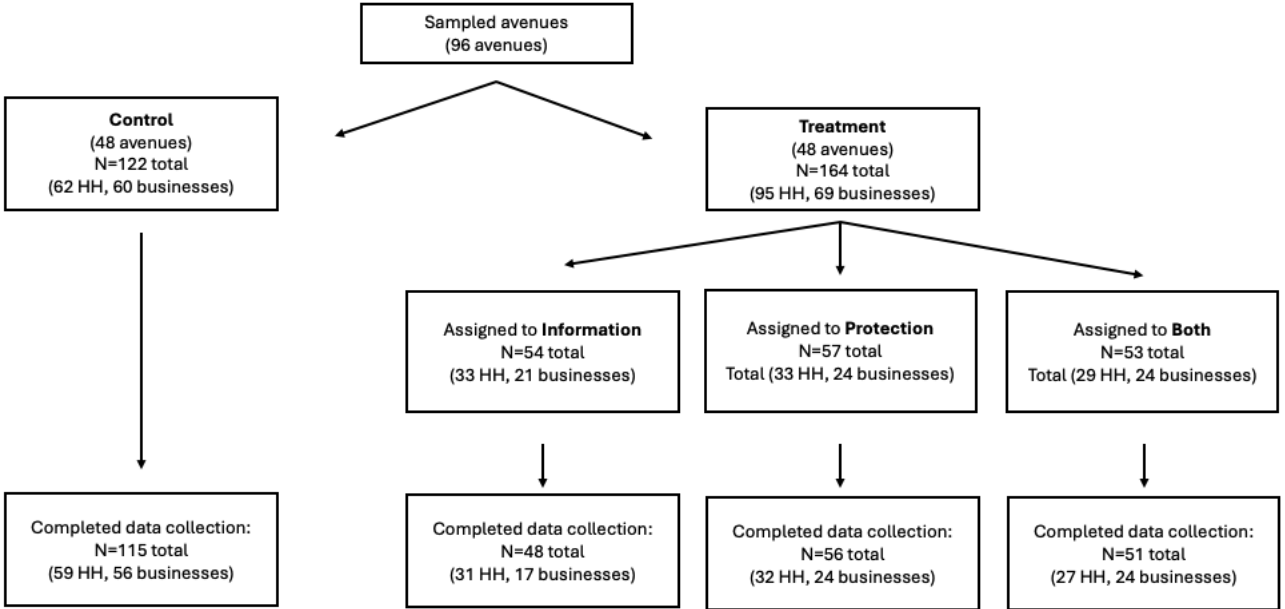 Sampled avenues
(96 avenues)
Control
(48 avenues)
N=122 total
(62 HH, 60 businesses)
Treatment
(48 avenues)
N=164 total
(95 HH, 69 businesses)
Assigned to Information
N=54 total
(33 HH, 21 businesses)
Assigned to Protection
N=57 total
Total (33 HH, 24 businesses)
Assigned to Both
N=53 total
Total (29 HH, 24 businesses)
Completed data collection:
N=115 total
(59 HH, 56 businesses)
Completed data collection:
N=48 total
(31 HH, 17 businesses)
Completed data collection:
N=56 total
(32 HH, 24 businesses)
Completed data collection:
N=51 total
(27 HH, 24 businesses)